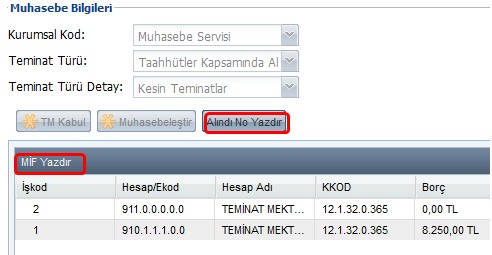 Muhasebe Bilgileri
Kurumsal Kod: Muhasebe Servisi
Teminat Türü: Taahhütler Kapsamında Al
Teminat Türü Detay: Kesin Teminatlar
TM Kabul Muhasebeleştir Alındı No Yazdır
MİF Yazdır
İşkod Hesap/Ekod Hesap Adı KKOD Borç
2 911.0.0.0.0.0 TEMİNAT MEKT... 12.1.32.0.365 0,00 TL
1 910.1.1.1.0.0 TEMİNAT MEKT... 12.1.32.0.365 8.250,00 TL